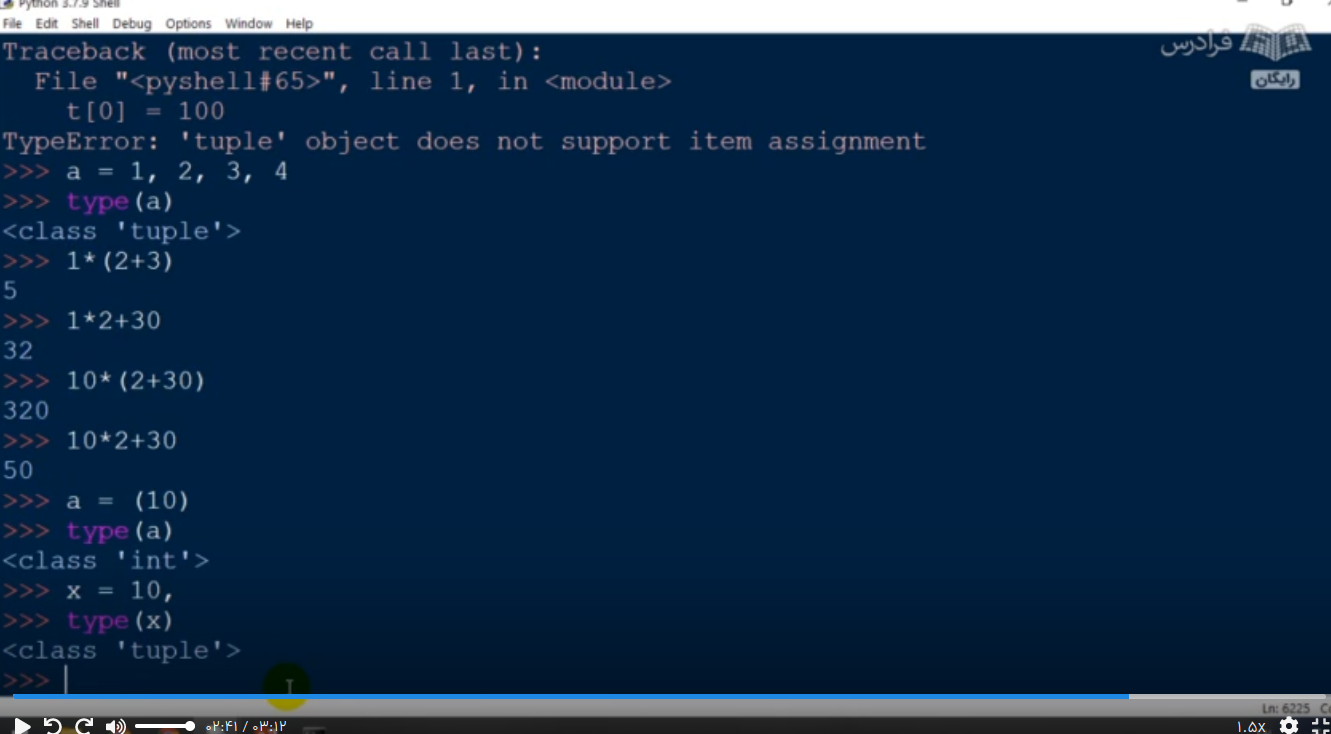 Python 3.7.9 Shell
File Edit Shell Debug Options Window Help
فرادرس
رایگان
Traceback (most recent call last):
  File "<pyshell#65>", line 1, in <module>
    t[0] = 100
TypeError: 'tuple' object does not support item assignment
>>> a = 1, 2, 3, 4
>>> type(a)
<class 'tuple'>
>>> 1*(2+3)
5
>>> 1*2+30
32
>>> 10*(2+30)
320
>>> 10*2+30
50
>>> a = (10)
>>> type(a)
<class 'int'>
>>> x = 10,
>>> type(x)
<class 'tuple'>
>>>
Ln: 6225
۰۲:۴۱ / ۰۳:۱۲
۱.۵x